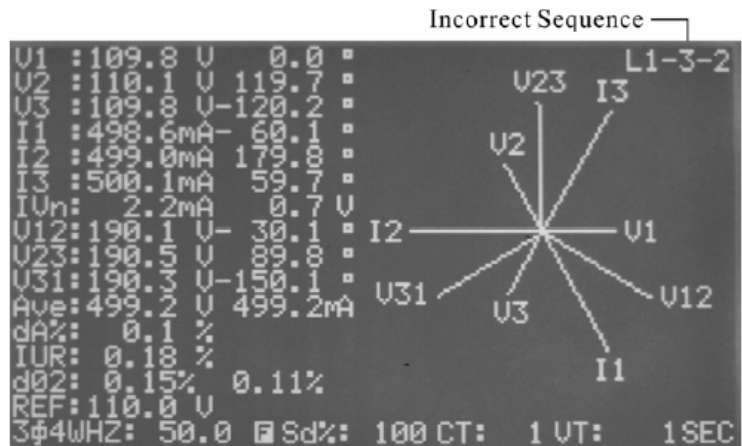 Incorrect Sequence
V1 :109.8 V 0.0 °
V2 :110.1 V 119.7 °
V3 :109.8 V-120.2 °
I1 :498.6mA- 60.1 °
I2 :499.0mA 179.8 °
I3 :500.1mA 59.7 °
IVn: 2.2mA 0.7 V
V12:190.1 V- 30.1 °
V23:190.5 V 89.8 °
V31:190.3 V-150.1 °
Ave:499.2 V 499.2mA
dA%: 0.1 %
IUR: 0.18 %
d02: 0.15% 0.11%
REF:110.0 V
3ϕ4WHZ: 50.0 F Sd%: 100 CT: 1 VT: 1SEC
L1-3-2
V23
I3
V2
I2
V1
V31
V3
V12
I1